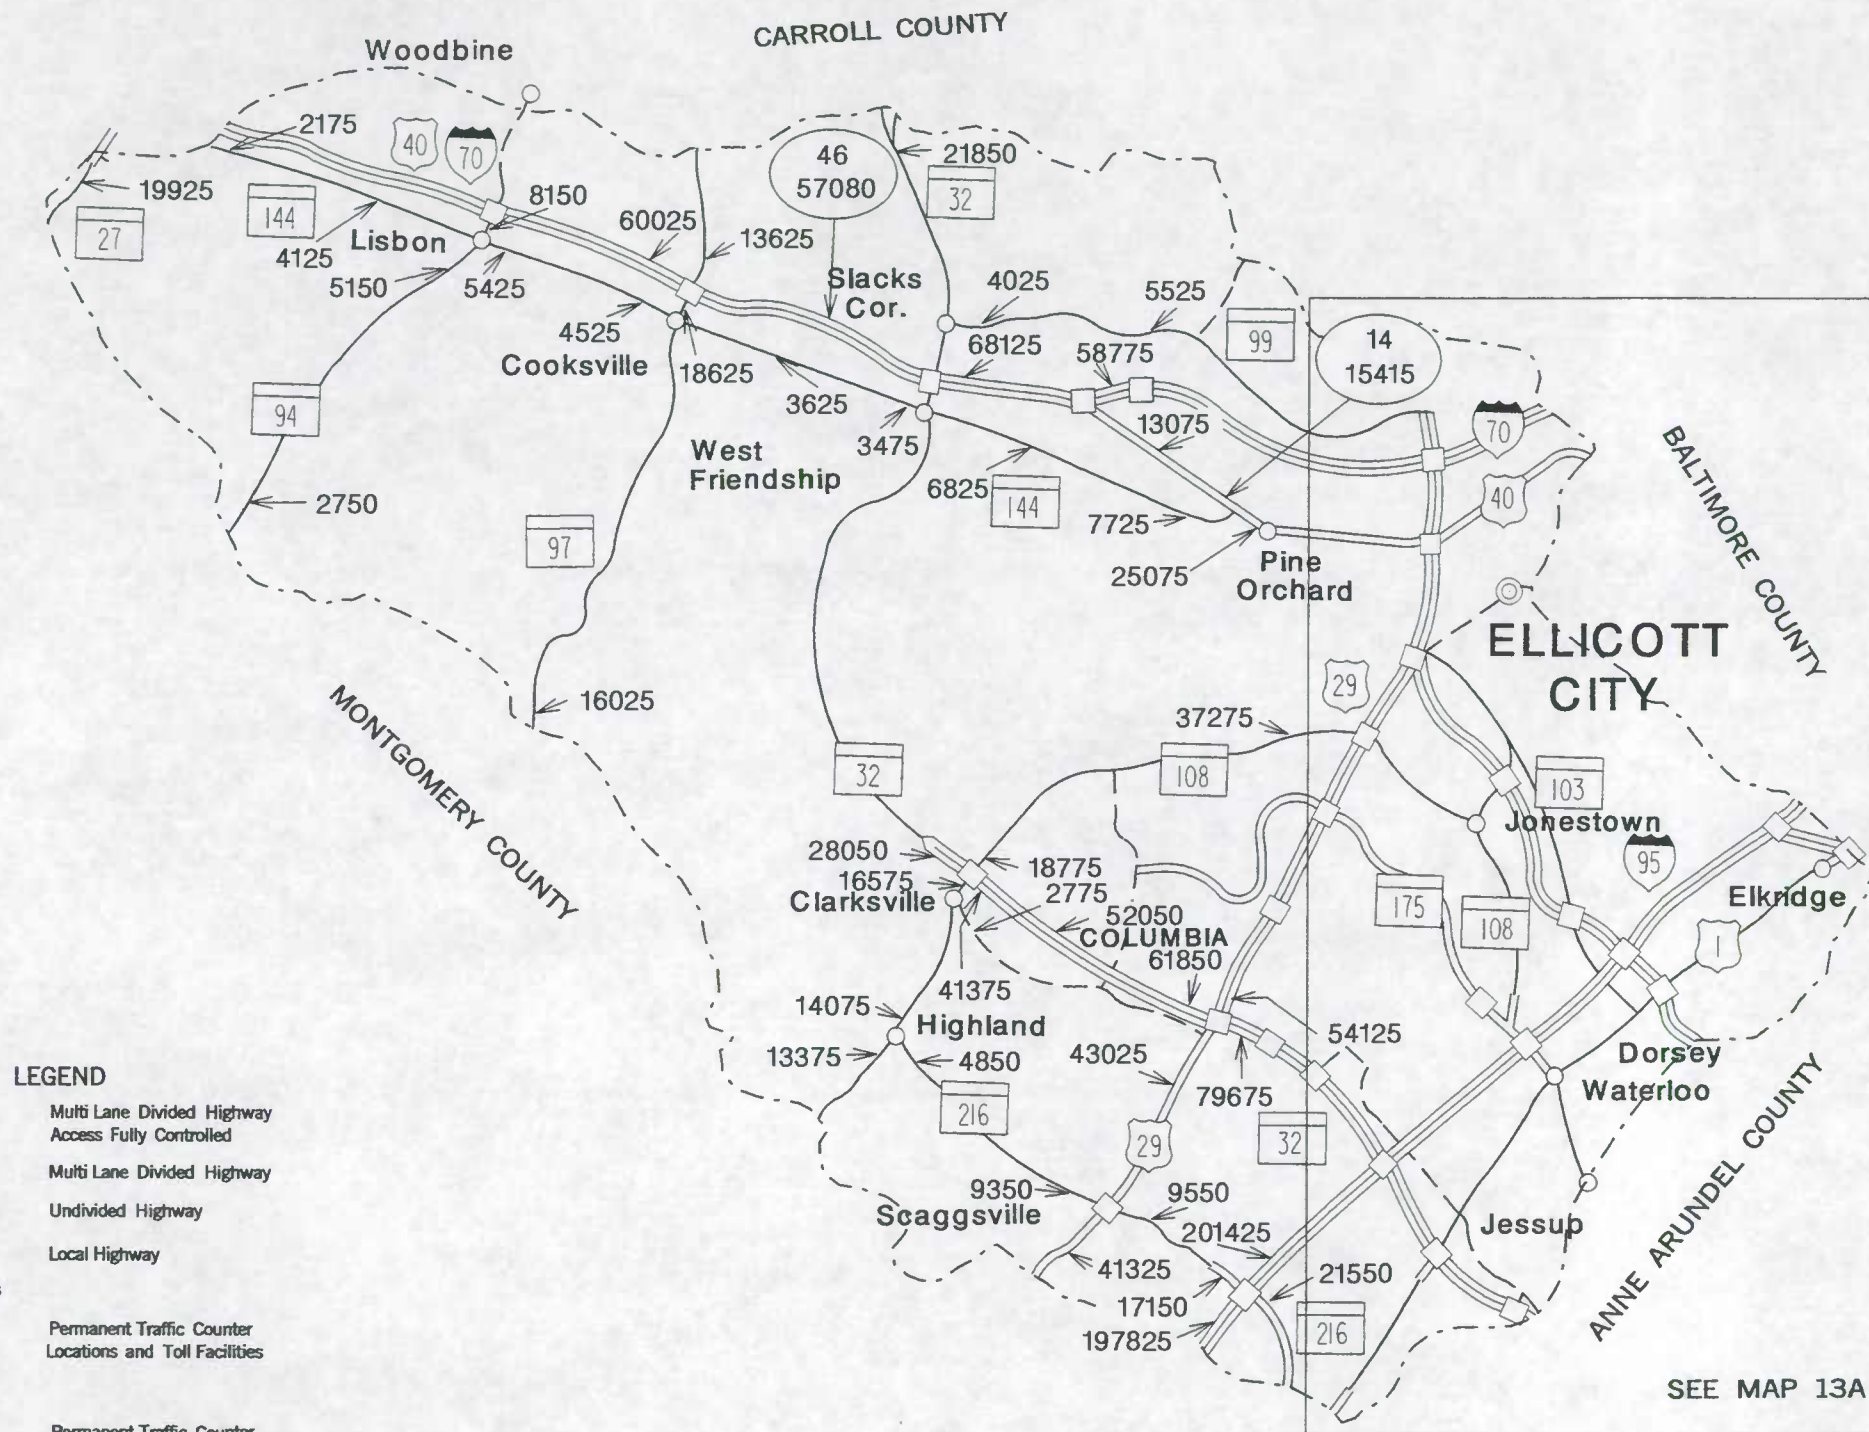 CARROLL COUNTY
Woodbine
2175
40
70
46
57080
21850
32
19925
27
144
4125
Lisbon
8150
60025
13625
5150
5425
Slacks
Cor.
4025
5525
4525
Cooksville
18625
68125
58775
99
14
15415
3625
3475
13075
70
94
West
Friendship
6825
144
40
2750
97
7725
25075
Pine
Orchard
BALTIMORE COUNTY
ELLICOTT
CITY
16025
MONTGOMERY COUNTY
29
37275
108
32
103
Jonestown
28050
16575
Clarksville
18775
2775
52050
COLUMBIA
61850
175
108
95
Elkridge
1
41375
14075
Highland
13375
4850
43025
54125
79675
Dorsey
Waterloo
216
29
32
9350
Scaggsville
9550
201425
Jessup
41325
17150
197825
21550
216
ANNE ARUNDEL COUNTY
SEE MAP 13A
LEGEND
Multi Lane Divided Highway
Access Fully Controlled
Multi Lane Divided Highway
Undivided Highway
Local Highway
Permanent Traffic Counter
Locations and Toll Facilities
Permanent Traffic Counter